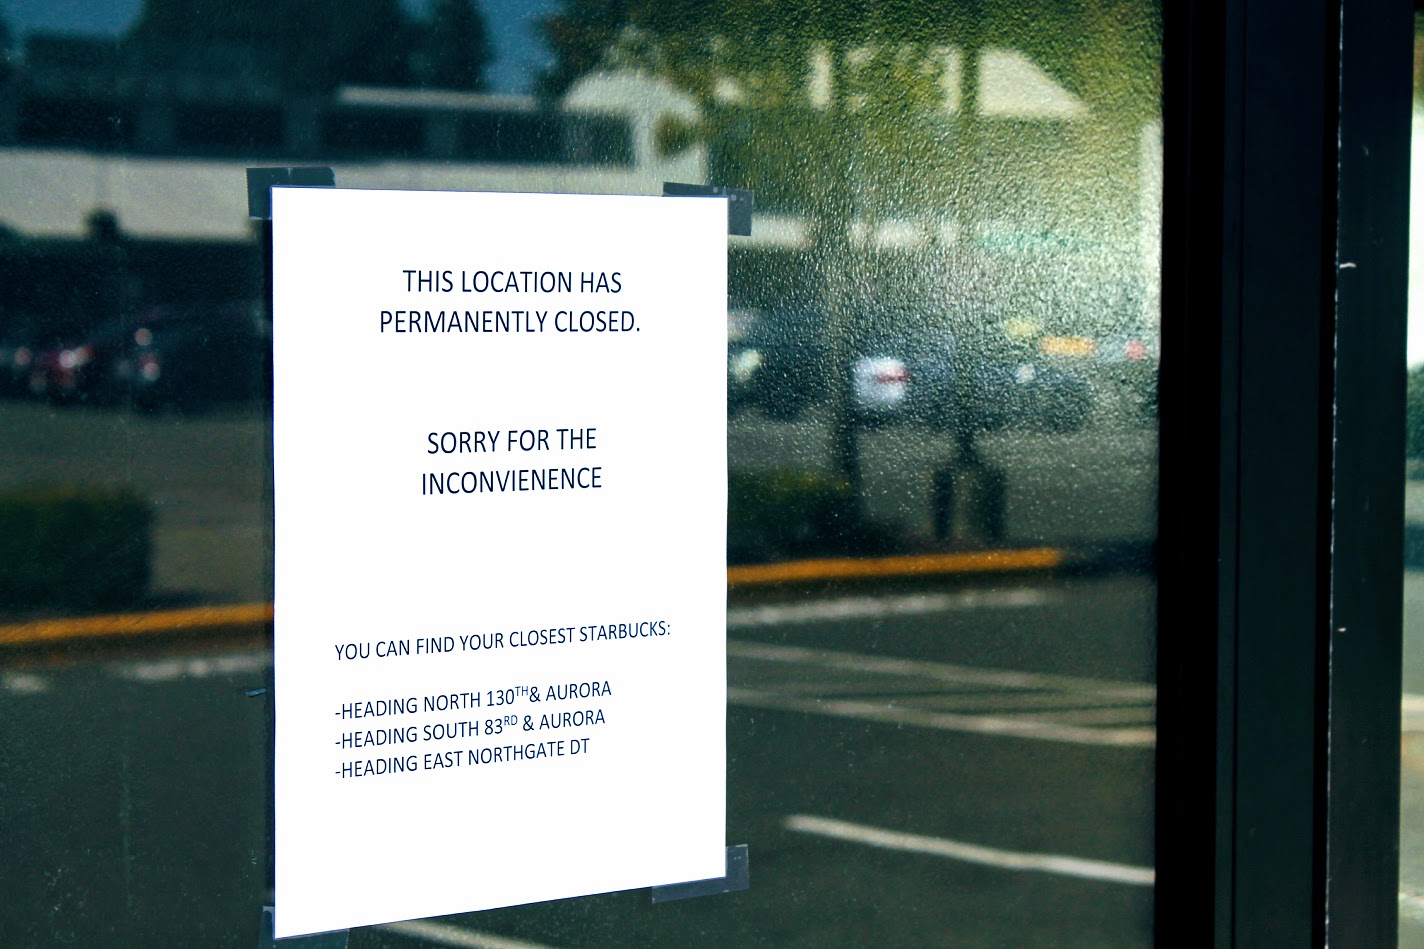 THIS LOCATION HAS
PERMANENTLY CLOSED.
SORRY FOR THE
INCONVIENENCE
YOU CAN FIND YOUR CLOSEST STARBUCKS:
-HEADING NORTH 130TH& AURORA
-HEADING SOUTH 83RD & AURORA
-HEADING EAST NORTHGATE DT